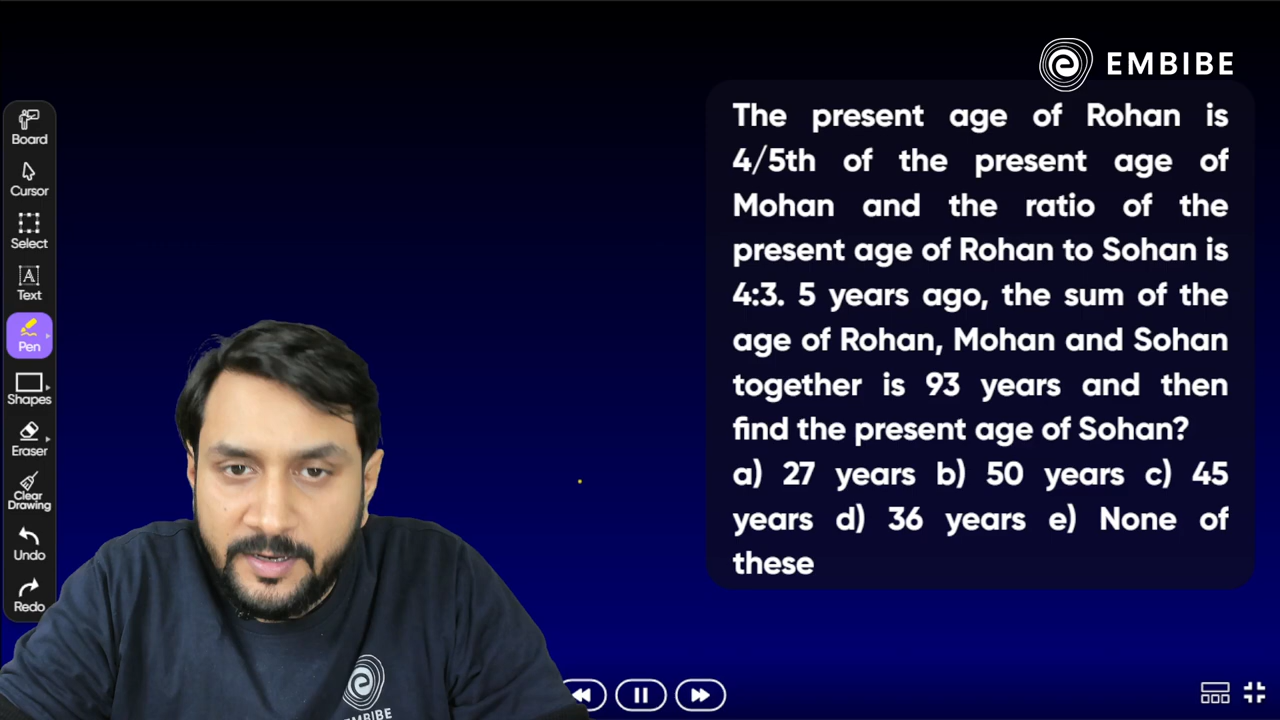 EMBIBE
The present age of Rohan is
4/5th of the present age of
Mohan and the ratio of the
present age of Rohan to Sohan is
4:3. 5 years ago, the sum of the
age of Rohan, Mohan and Sohan
together is 93 years and then
find the present age of Sohan?
a) 27 years b) 50 years c) 45
years d) 36 years e) None of
these
Board
Cursor
Select
A
Text
Pen
Shapes
Eraser
Clear
Drawing
Undo
Redo
EMBIBE